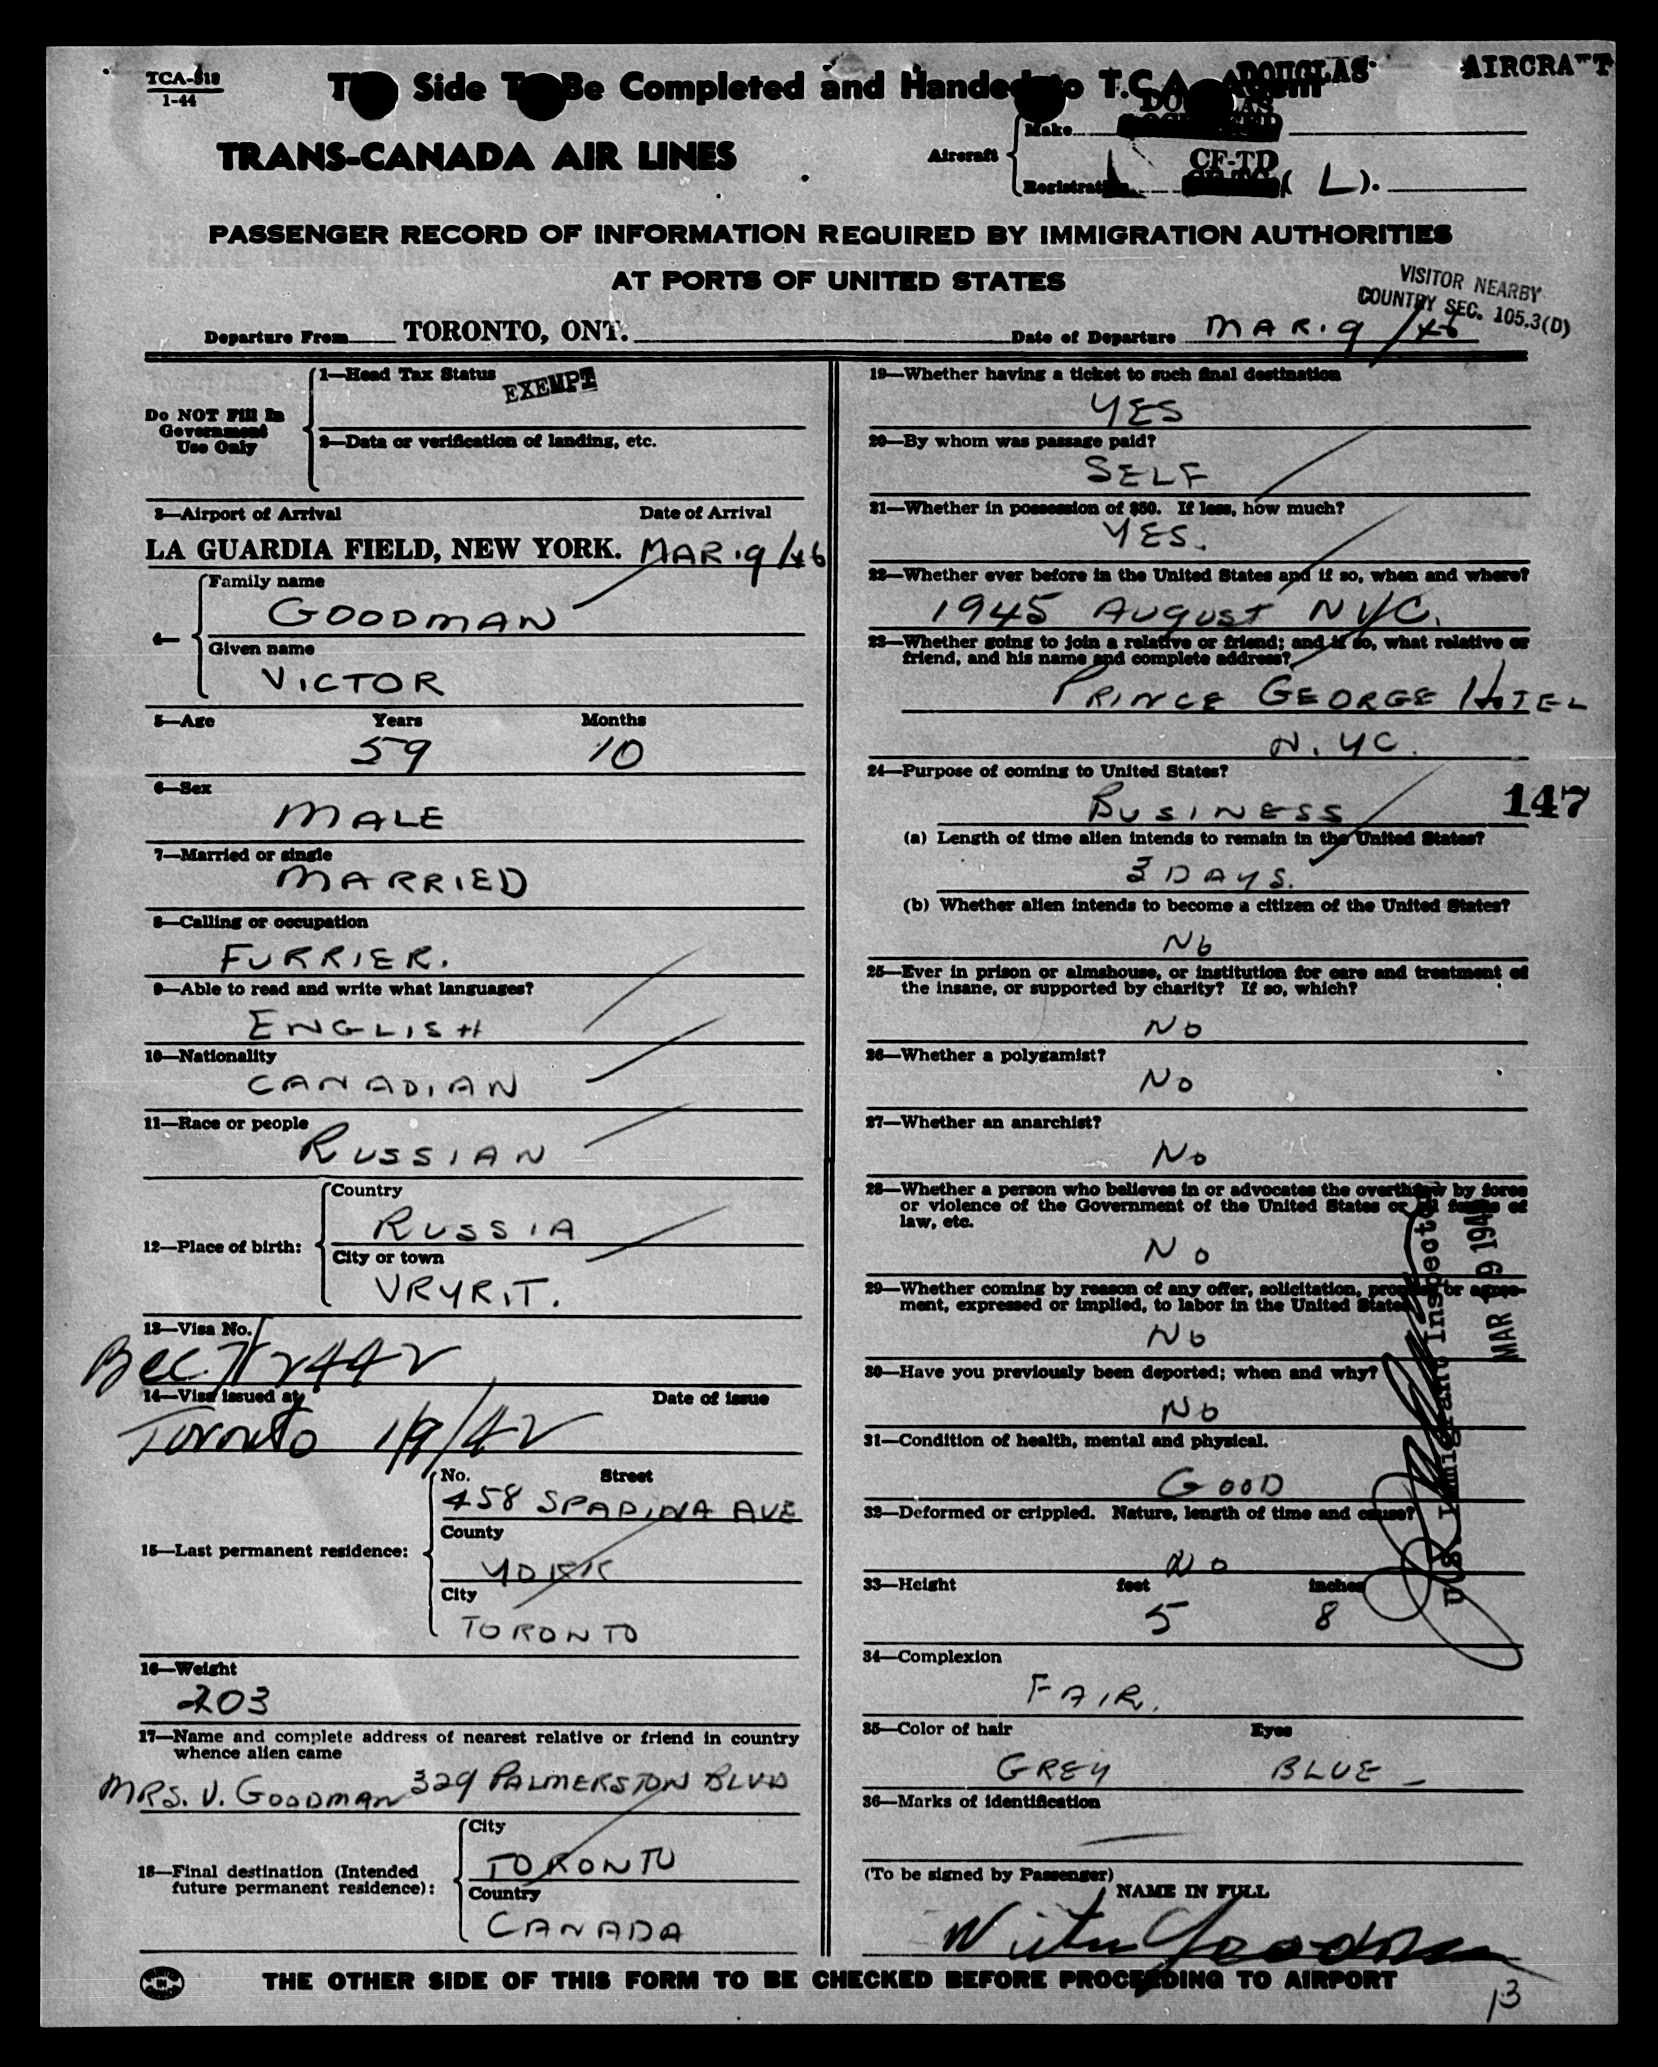 TCA-518
1-44
Side Be Completed and Handed to T.C.A. Agent
DOUGLAS AIRCRAFT
TRANS-CANADA AIR LINES
Aircraft
Make DOUGLAS
Registration CF-TD ( L ).
PASSENGER RECORD OF INFORMATION REQUIRED BY IMMIGRATION AUTHORITIES
AT PORTS OF UNITED STATES
VISITOR NEARBY
COUNTRY SEC. 105.3(D)
Departure From TORONTO, ONT.
Date of Departure MAR. 9 /46
Do NOT Fill In
Government
Use Only
1—Head Tax Status EXEMPT
2—Data or verification of landing, etc.
3—Airport of Arrival Date of Arrival
LA GUARDIA FIELD, NEW YORK. MAR. 9/46
4—
Family name
GOODMAN
Given name
VICTOR
5—Age Years Months
59 10
6—Sex
MALE
7—Married or single
MARRIED
8—Calling or occupation
FURRIER.
9—Able to read and write what languages?
ENGLISH
10—Nationality
CANADIAN
11—Race or people
RUSSIAN
12—Place of birth:
Country
RUSSIA
City or town
VRYRIT.
13—Visa No.
Bec. 72442
14—Visa issued at Date of issue
Toronto 1/9/42
15—Last permanent residence:
No. Street
458 SPADINA AVE
County
YORK
City
TORONTO
16—Weight
203
17—Name and complete address of nearest relative or friend in country
whence alien came
MRS. V. GOODMAN 329 PALMERSTON BLVD
18—Final destination (Intended
future permanent residence):
City
TORONTO
Country
CANADA
19—Whether having a ticket to such final destination
YES
20—By whom was passage paid?
SELF
21—Whether in possession of $50. If less, how much?
YES.
22—Whether ever before in the United States and if so, when and where?
1945 AUGUST NYC.
23—Whether going to join a relative or friend; and if so, what relative or
friend, and his name and complete address?
PRINCE GEORGE HOTEL
N.YC.
24—Purpose of coming to United States?
BUSINESS
147
(a) Length of time alien intends to remain in the United States?
3 DAYS.
(b) Whether alien intends to become a citizen of the United States?
NO
25—Ever in prison or almshouse, or institution for care and treatment of
the insane, or supported by charity? If so, which?
NO
26—Whether a polygamist?
NO
27—Whether an anarchist?
NO
28—Whether a person who believes in or advocates the overthrow by force
or violence of the Government of the United States or all forms of
law, etc.
NO
29—Whether coming by reason of any offer, solicitation, promise or agree-
ment, expressed or implied, to labor in the United States
NO
30—Have you previously been deported; when and why?
NO
31—Condition of health, mental and physical.
GOOD
32—Deformed or crippled. Nature, length of time and cause?
NO
33—Height feet inches
5 8
34—Complexion
FAIR.
35—Color of hair Eyes
GREY BLUE
36—Marks of identification
—
U.S. Immigrant Inspector
MAR 9 194
(To be signed by Passenger)
NAME IN FULL
Victor Goodman
THE OTHER SIDE OF THIS FORM TO BE CHECKED BEFORE PROCEEDING TO AIRPORT
13